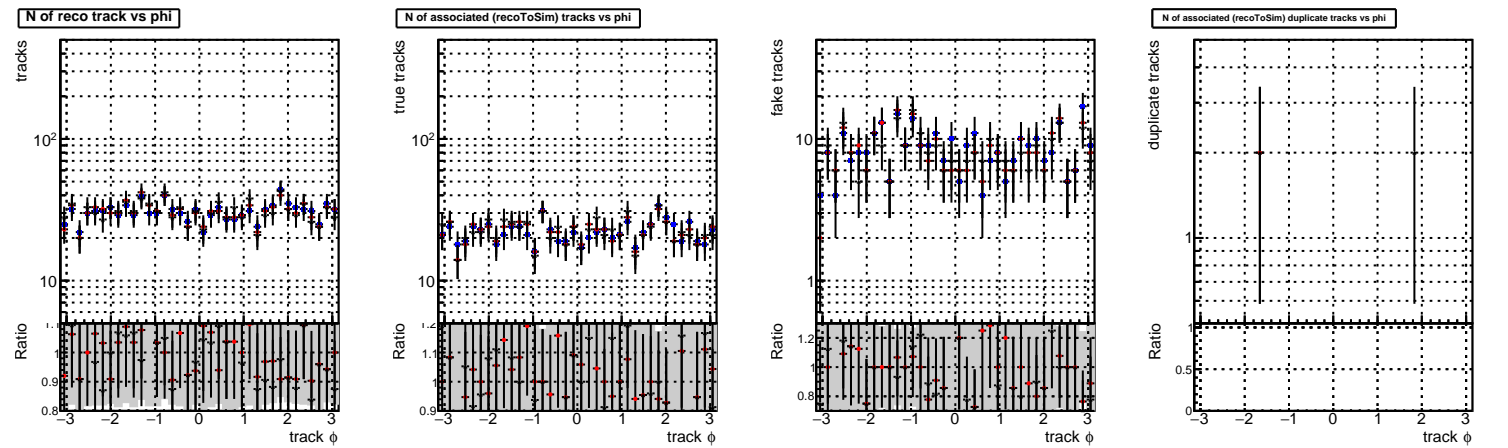 N of reco track vs phi
tracks
10²
10
Ratio
1.1
1
0.9
0.8
−3 −2 −1 0 1 2 3
track ϕ
N of associated (recoToSim) tracks vs phi
true tracks
10²
10
Ratio
1.2
1.1
1
0.9
−3 −2 −1 0 1 2 3
track ϕ
fake tracks
10
1
Ratio
1.2
1
0.8
−3 −2 −1 0 1 2 3
track ϕ
N of associated (recoToSim) duplicate tracks vs phi
duplicate tracks
1
Ratio
1
0.5
0
−3 −2 −1 0 1 2 3
track ϕ